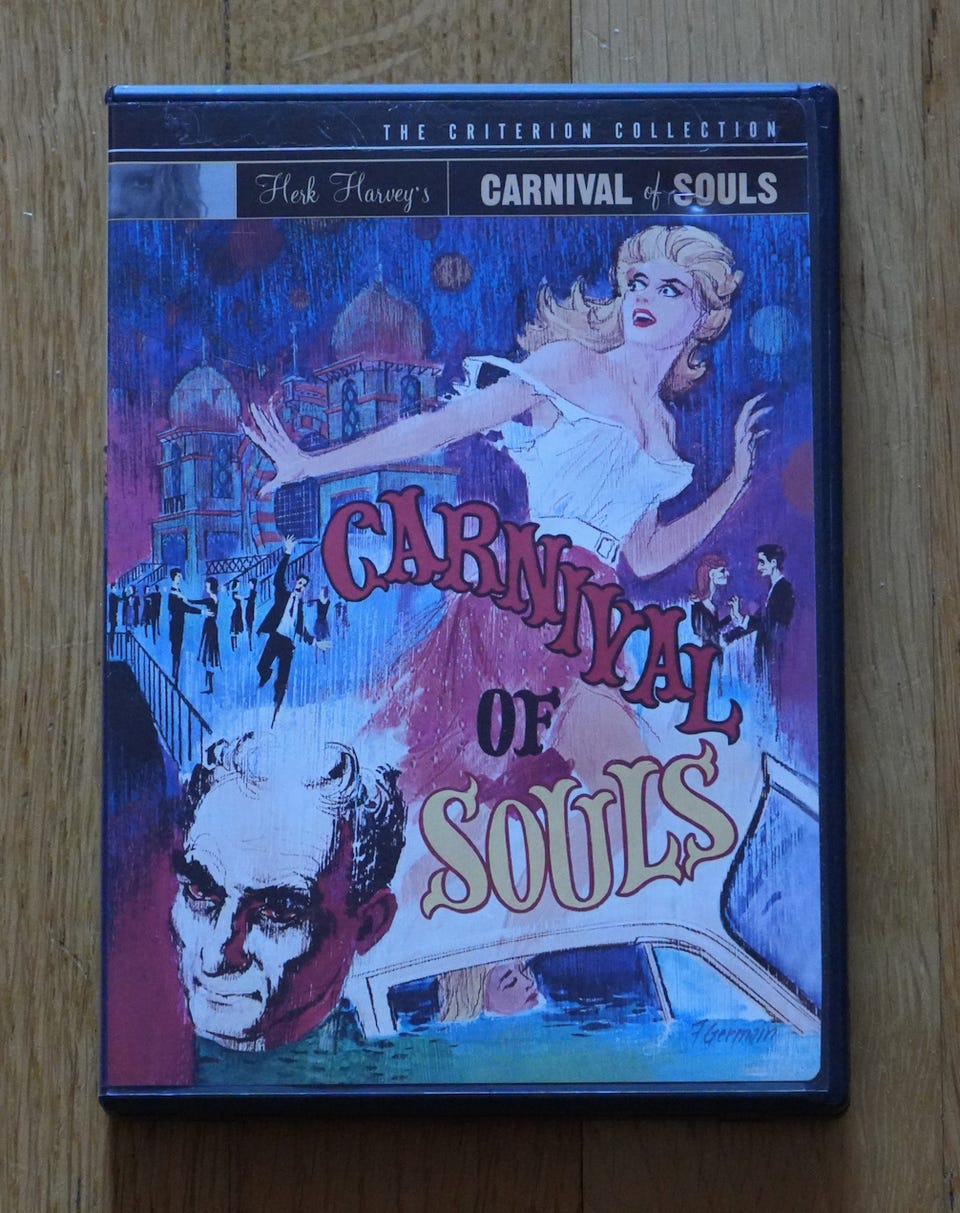 THE CRITERION COLLECTION
Herk Harvey's CARNIVAL of SOULS
CARNIVAL
OF
SOULS
F Germain